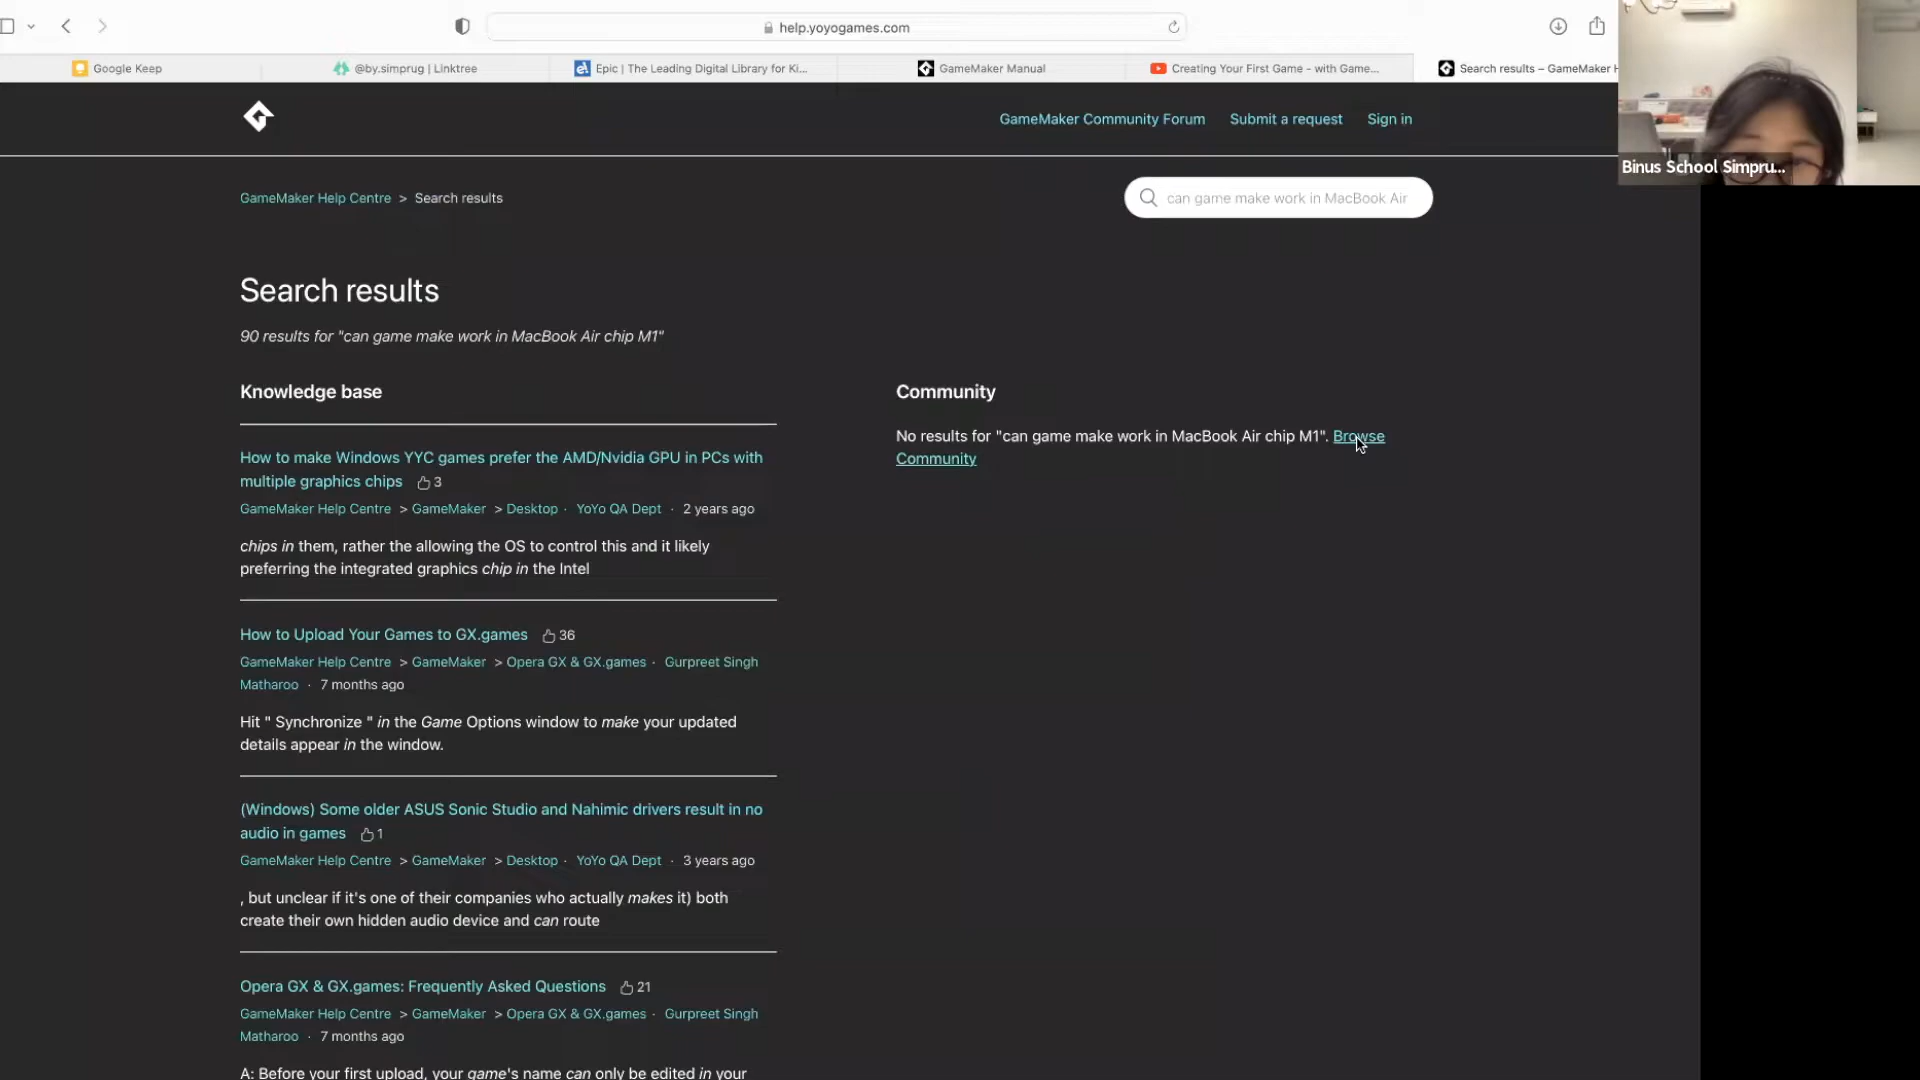 help.yoyogames.com
Google Keep
@by.simprug | Linktree
Epic | The Leading Digital Library for Ki...
GameMaker Manual
Creating Your First Game - with Game...
Search results – GameMaker H
GameMaker Community Forum
Submit a request
Sign in
Binus School Simpru...
GameMaker Help Centre > Search results
can game make work in MacBook Air
Search results
90 results for "can game make work in MacBook Air chip M1"
Knowledge base
How to make Windows YYC games prefer the AMD/Nvidia GPU in PCs with
multiple graphics chips 3
GameMaker Help Centre > GameMaker > Desktop · YoYo QA Dept · 2 years ago
chips in them, rather the allowing the OS to control this and it likely
preferring the integrated graphics chip in the Intel
How to Upload Your Games to GX.games 36
GameMaker Help Centre > GameMaker > Opera GX & GX.games · Gurpreet Singh
Matharoo · 7 months ago
Hit " Synchronize " in the Game Options window to make your updated
details appear in the window.
(Windows) Some older ASUS Sonic Studio and Nahimic drivers result in no
audio in games 1
GameMaker Help Centre > GameMaker > Desktop · YoYo QA Dept · 3 years ago
, but unclear if it's one of their companies who actually makes it) both
create their own hidden audio device and can route
Opera GX & GX.games: Frequently Asked Questions 21
GameMaker Help Centre > GameMaker > Opera GX & GX.games · Gurpreet Singh
Matharoo · 7 months ago
A: Before your first upload, your game's name can only be edited in your
Community
No results for "can game make work in MacBook Air chip M1". Browse
Community